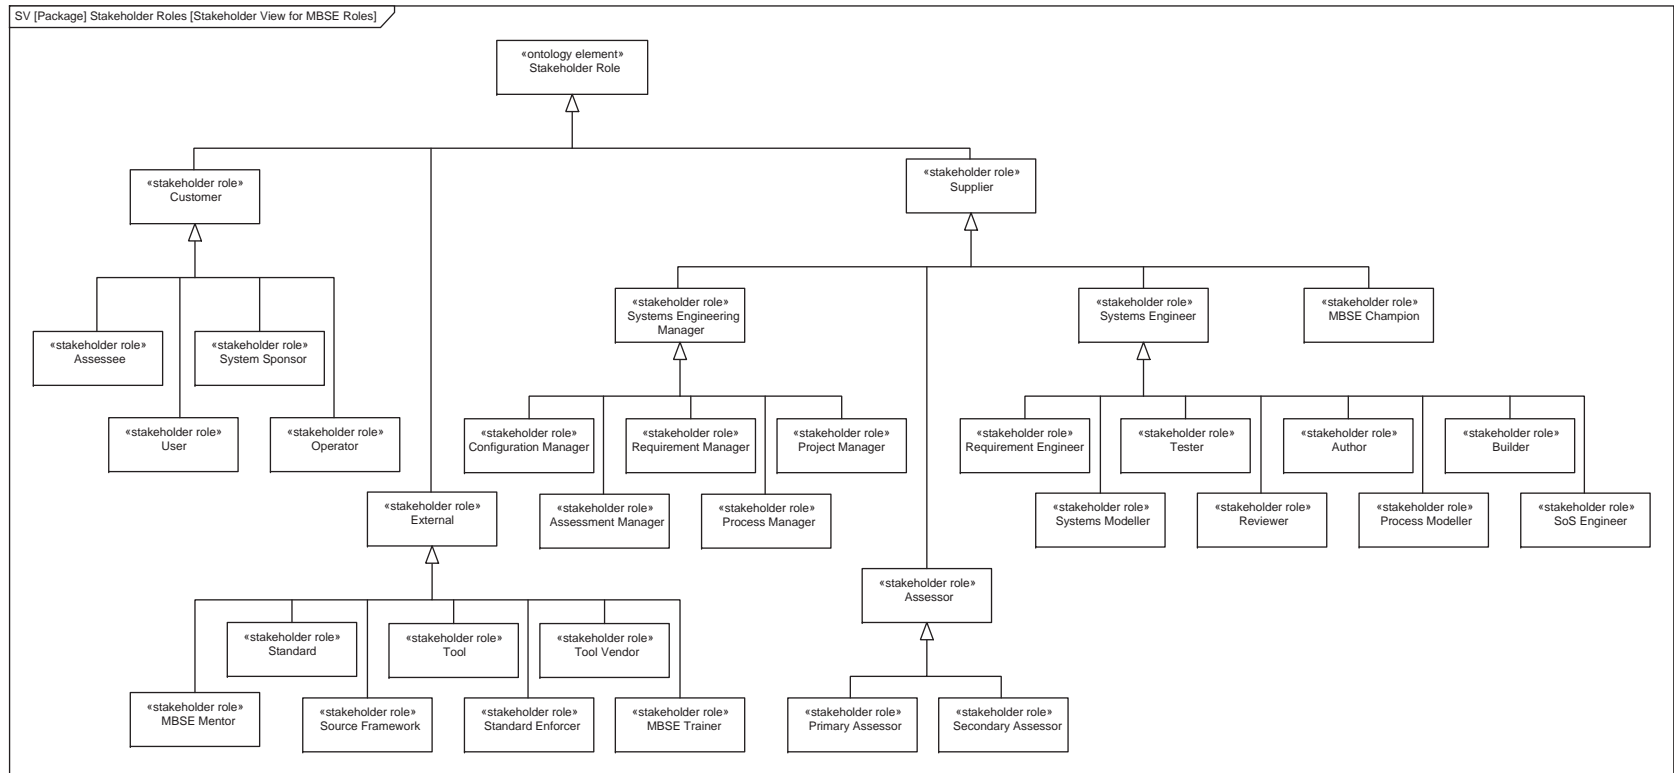 SV [Package] Stakeholder Roles [Stakeholder View for MBSE Roles]
«ontology element»
Stakeholder Role
«stakeholder role»
Customer
«stakeholder role»
Supplier
«stakeholder role»
Systems Engineering
Manager
«stakeholder role»
Systems Engineer
«stakeholder role»
MBSE Champion
«stakeholder role»
Assessee
«stakeholder role»
System Sponsor
«stakeholder role»
User
«stakeholder role»
Operator
«stakeholder role»
Configuration Manager
«stakeholder role»
Requirement Manager
«stakeholder role»
Project Manager
«stakeholder role»
Requirement Engineer
«stakeholder role»
Tester
«stakeholder role»
Author
«stakeholder role»
Builder
«stakeholder role»
External
«stakeholder role»
Assessment Manager
«stakeholder role»
Process Manager
«stakeholder role»
Systems Modeller
«stakeholder role»
Reviewer
«stakeholder role»
Process Modeller
«stakeholder role»
SoS Engineer
«stakeholder role»
Assessor
«stakeholder role»
Standard
«stakeholder role»
Tool
«stakeholder role»
Tool Vendor
«stakeholder role»
MBSE Mentor
«stakeholder role»
Source Framework
«stakeholder role»
Standard Enforcer
«stakeholder role»
MBSE Trainer
«stakeholder role»
Primary Assessor
«stakeholder role»
Secondary Assessor